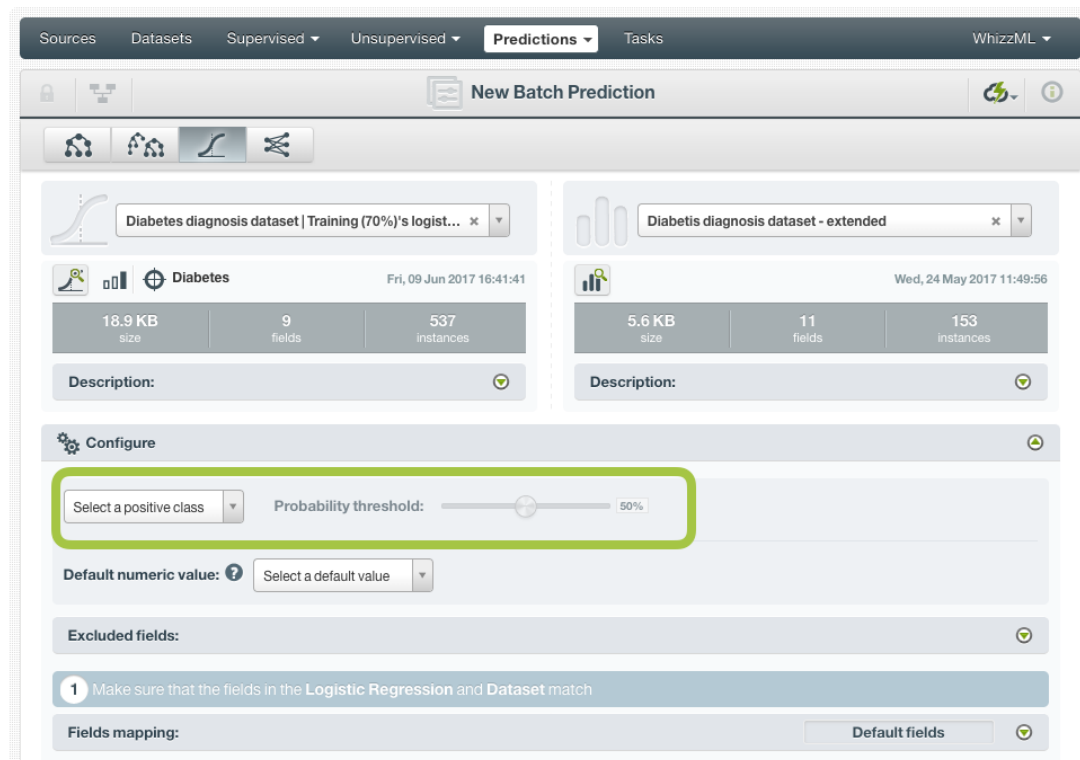 Sources Datasets Supervised Unsupervised Predictions Tasks WhizzML
New Batch Prediction
Diabetes diagnosis dataset | Training (70%)'s logist... ×
Diabetis diagnosis dataset - extended ×
Diabetes Fri, 09 Jun 2017 16:41:41
Wed, 24 May 2017 11:49:56
18.9 KB 9 537
size fields instances
5.6 KB 11 153
size fields instances
Description:
Description:
Configure
Select a positive class Probability threshold: 50%
Default numeric value: ? Select a default value
Excluded fields:
1 Make sure that the fields in the Logistic Regression and Dataset match
Fields mapping: Default fields